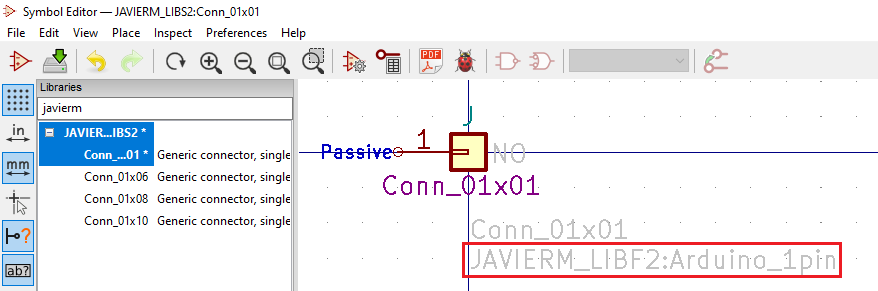 Symbol Editor — JAVIERM_LIBS2:Conn_01x01
File Edit View Place Inspect Preferences Help
PDF
Libraries
javierm
JAVIER...IBS2 *
Conn_...01 * Generic connector, single
Conn_01x06 Generic connector, single
Conn_01x08 Generic connector, single
Conn_01x10 Generic connector, single
in
mm
ab?
J
Passive 1 NO
Conn_01x01
Conn_01x01
JAVIERM_LIBF2:Arduino_1pin